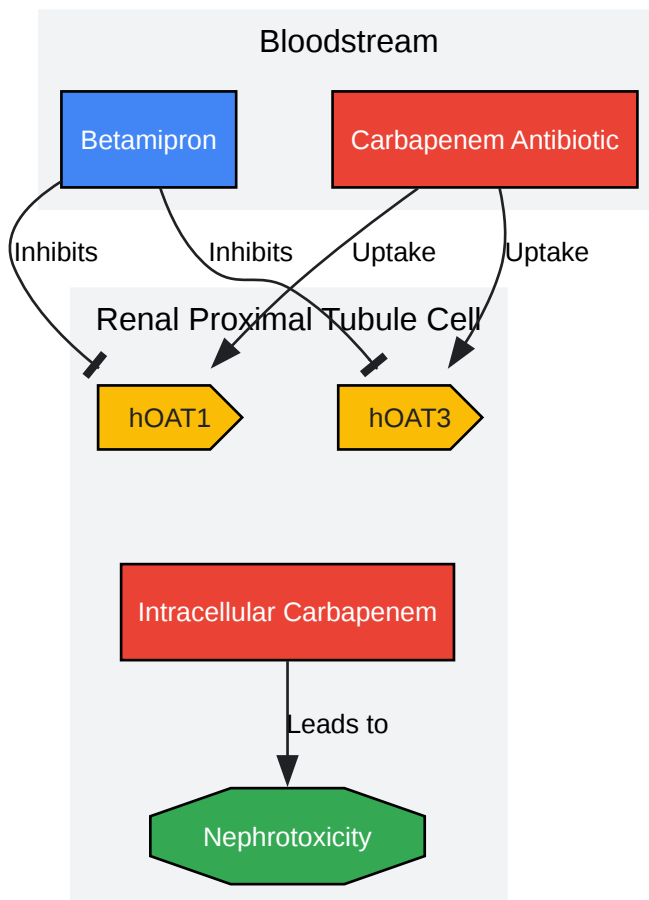 Bloodstream
Betamipron
Carbapenem Antibiotic
Inhibits
Inhibits
Uptake
Uptake
Renal Proximal Tubule Cell
hOAT1
hOAT3
Intracellular Carbapenem
Leads to
Nephrotoxicity